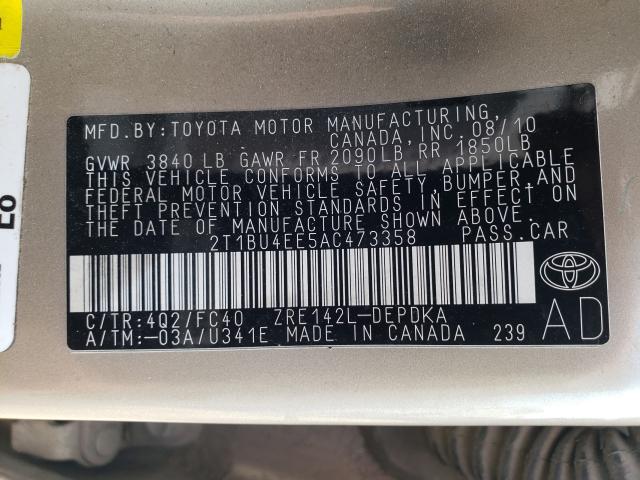 MFD.BY:TOYOTA MOTOR MANUFACTURING,
CANADA,INC.08/10
GVWR 3840LB GAWR FR 2090LB RR 1850LB
THIS VEHICLE CONFORMS TO ALL APPLICABLE
FEDERAL MOTOR VEHICLE SAFETY,BUMPER,AND
THEFT PREVENTION STANDARDS IN EFFECT ON
THE DATE OF MANUFACTURE SHOWN ABOVE.
2T1BU4EE5AC473358 PASS.CAR
C/TR:4Q2/FC40 ZRE142L-DEPDKA
A/TM:-03A/U341E MADE IN CANADA 239
AD